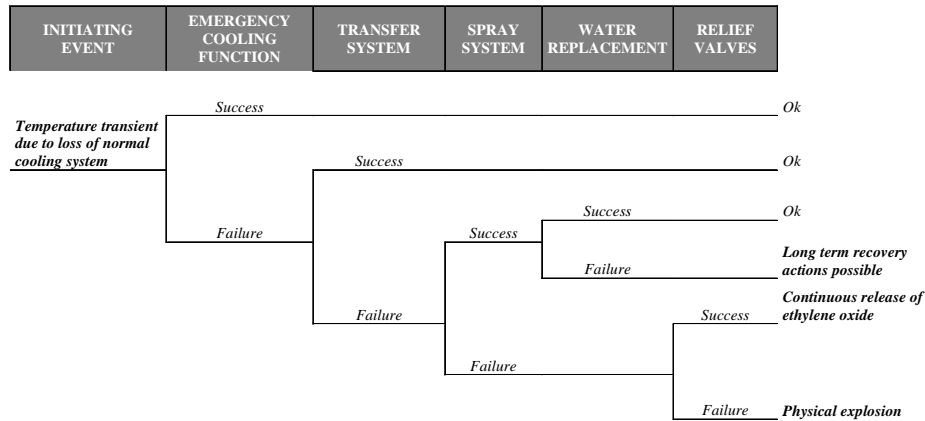 INITIATING
EVENT
EMERGENCY
COOLING
FUNCTION
TRANSFER
SYSTEM
SPRAY
SYSTEM
WATER
REPLACEMENT
RELIEF
VALVES
Success
Ok
Temperature transient
due to loss of normal
cooling system
Success
Ok
Success
Ok
Failure
Success
Failure
Long term recovery
actions possible
Failure
Success
Continuous release of
ethylene oxide
Failure
Failure
Physical explosion